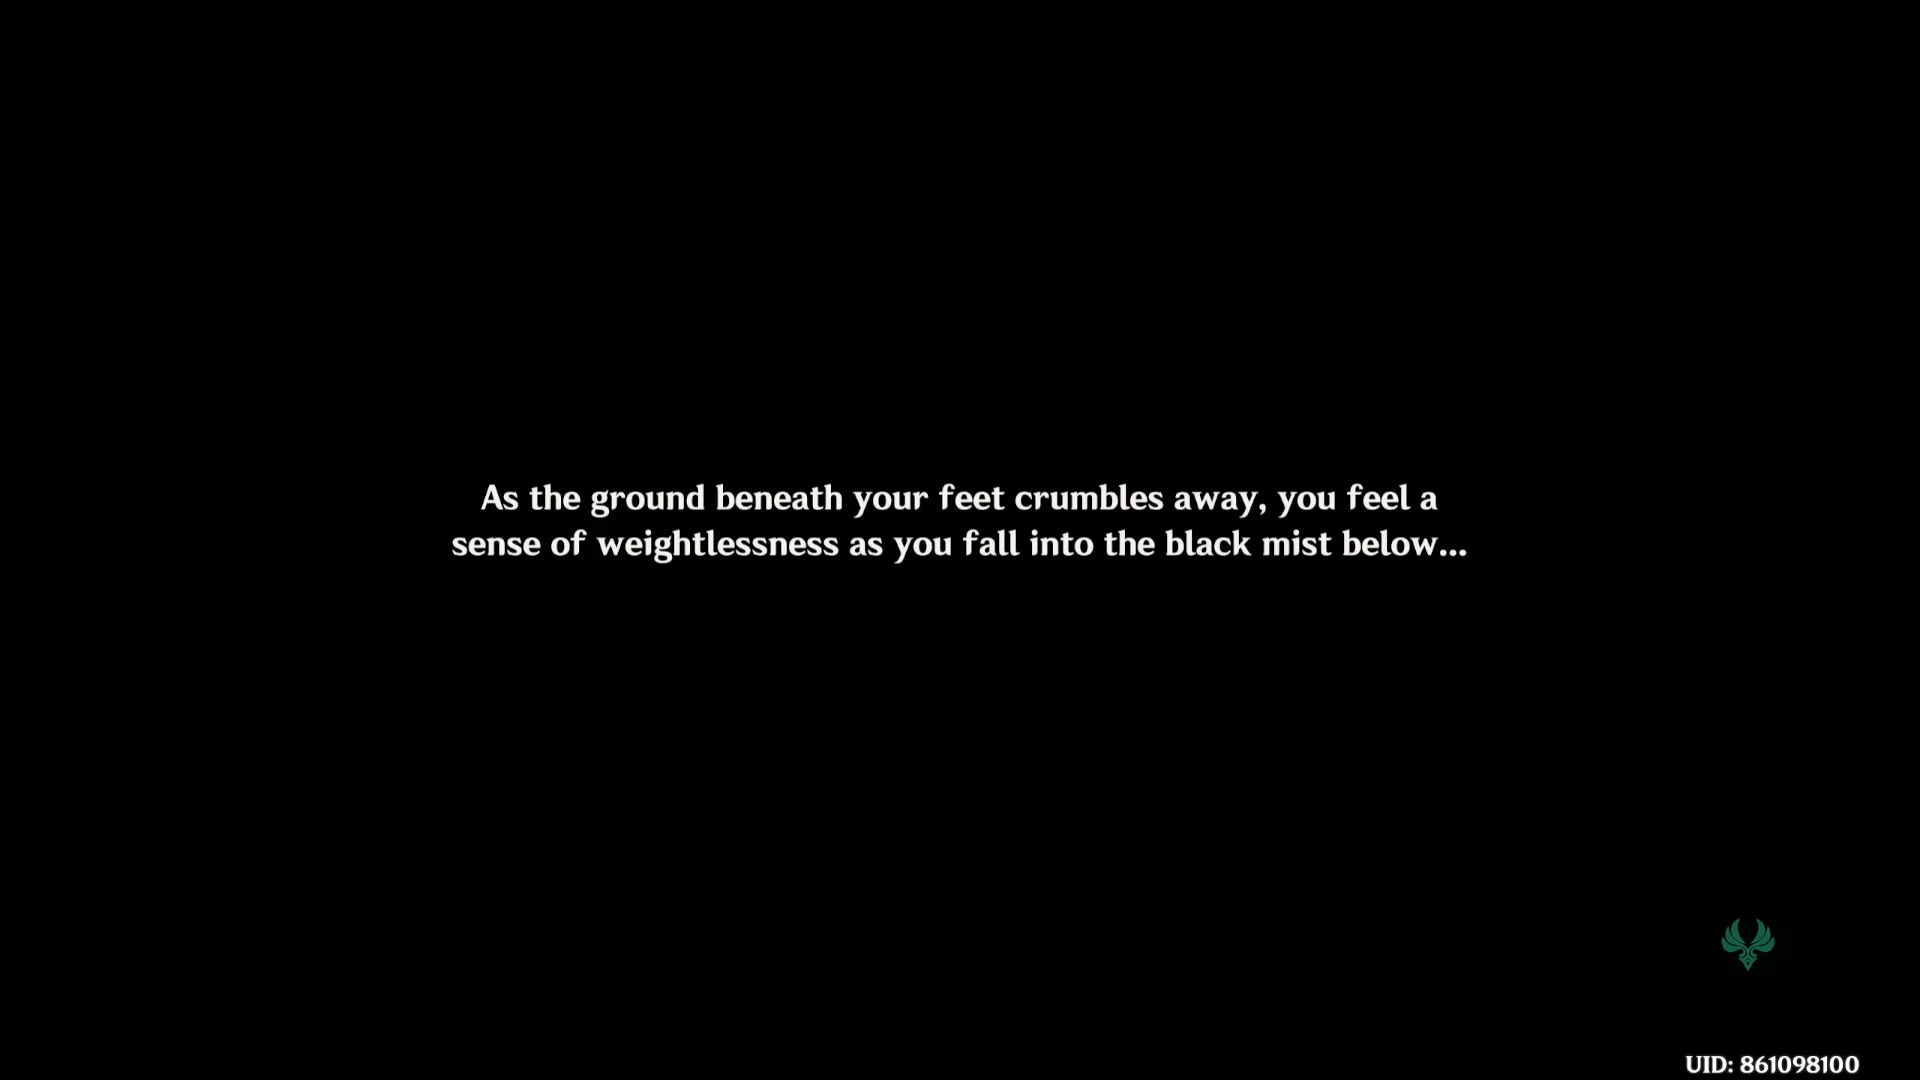 As the ground beneath your feet crumbles away, you feel a
sense of weightlessness as you fall into the black mist below...
UID: 861098100